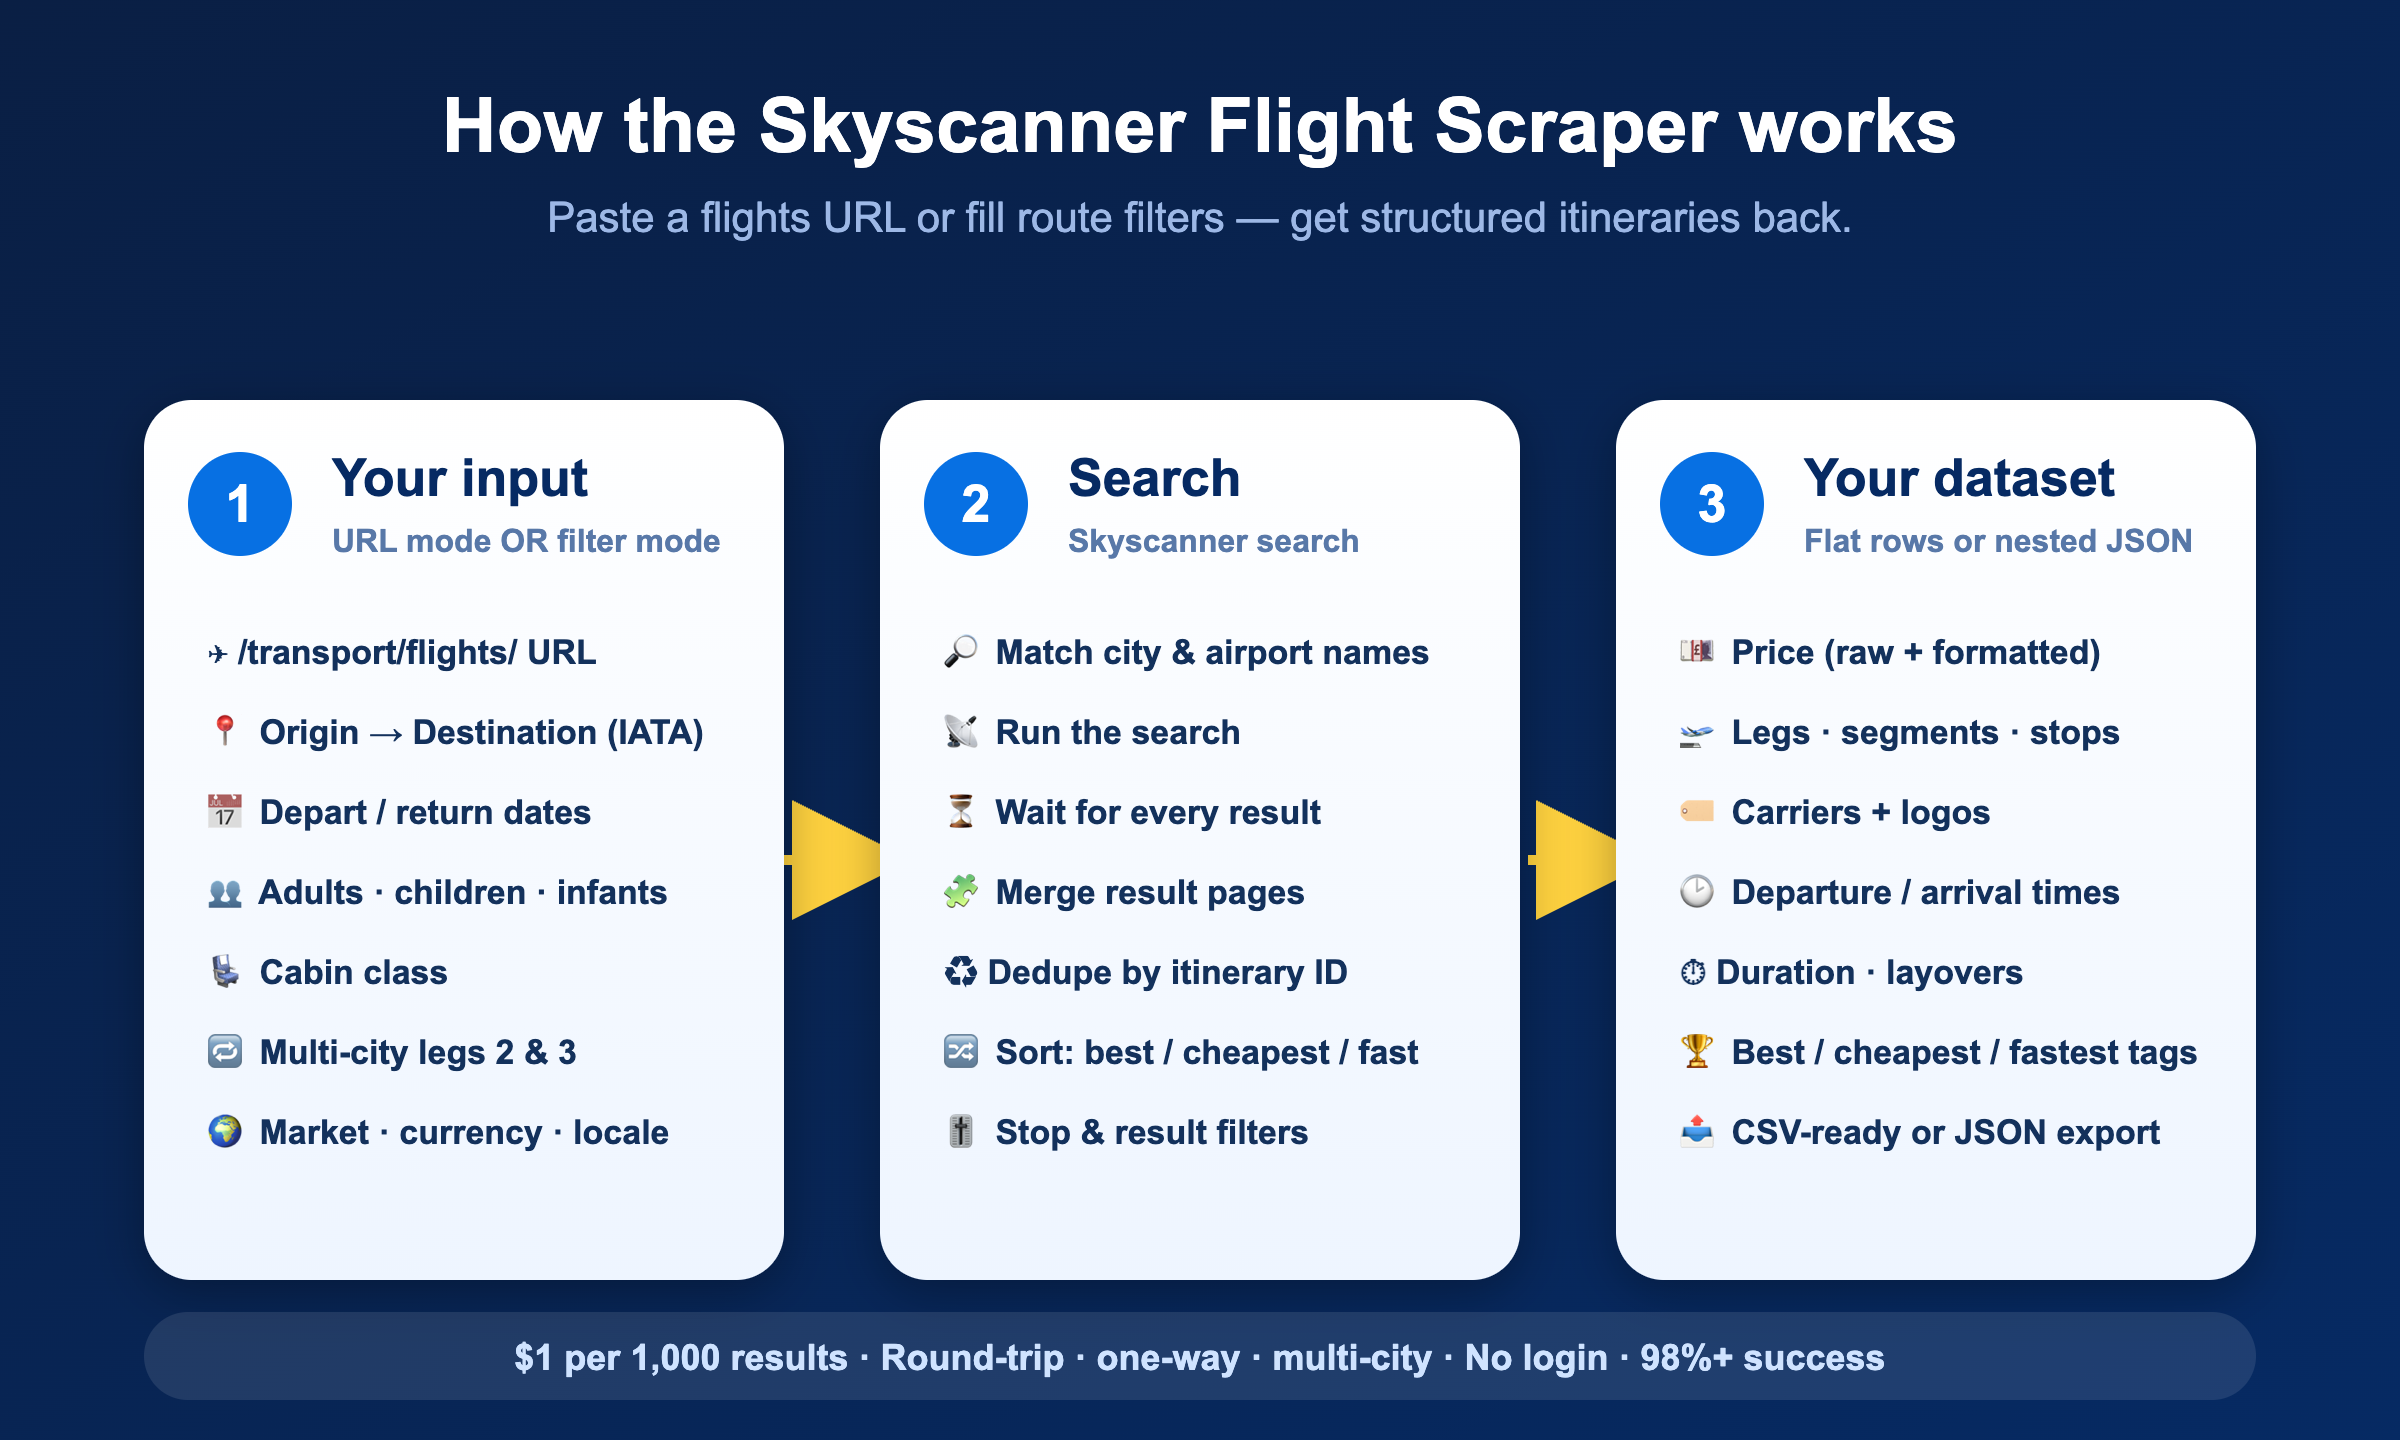 How the Skyscanner Flight Scraper works
Paste a flights URL or fill route filters — get structured itineraries back.
1
Your input
URL mode OR filter mode
✈ /transport/flights/ URL
📍 Origin → Destination (IATA)
📅 Depart / return dates
👥 Adults · children · infants
💺 Cabin class
🔁 Multi-city legs 2 & 3
🌍 Market · currency · locale
2
Search
Skyscanner search
🔎 Match city & airport names
📡 Run the search
⏳ Wait for every result
🧩 Merge result pages
♻ Dedupe by itinerary ID
🔀 Sort: best / cheapest / fast
🎚 Stop & result filters
3
Your dataset
Flat rows or nested JSON
💷 Price (raw + formatted)
🛫 Legs · segments · stops
🏷 Carriers + logos
🕑 Departure / arrival times
⏱ Duration · layovers
🏆 Best / cheapest / fastest tags
📤 CSV-ready or JSON export
$1 per 1,000 results · Round-trip · one-way · multi-city · No login · 98%+ success